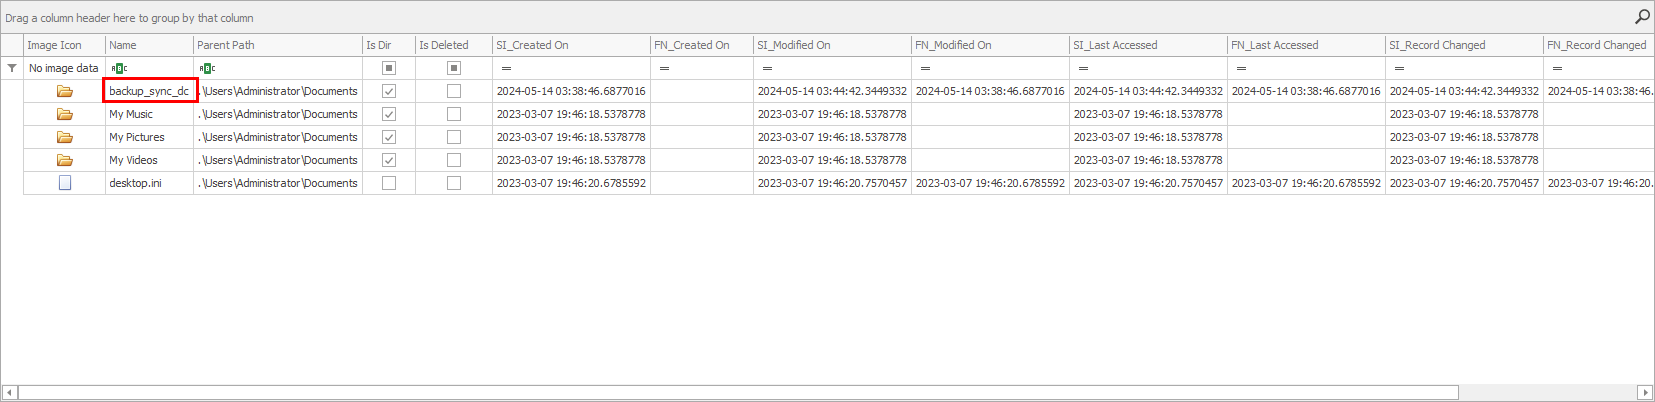 Drag a column header here to group by that column
Image Icon Name Parent Path Is Dir Is Deleted SI_Created On FN_Created On SI_Modified On FN_Modified On SI_Last Accessed FN_Last Accessed SI_Record Changed FN_Record Changed
No image data ABC ABC = = = = = = = =
backup_sync_dc .\Users\Administrator\Documents 2024-05-14 03:38:46.6877016 2024-05-14 03:44:42.3449332 2024-05-14 03:38:46.6877016 2024-05-14 03:44:42.3449332 2024-05-14 03:38:46.6877016 2024-05-14 03:44:42.3449332 2024-05-14 03:38:46.
My Music .\Users\Administrator\Documents 2023-03-07 19:46:18.5378778 2023-03-07 19:46:18.5378778 2023-03-07 19:46:18.5378778 2023-03-07 19:46:18.5378778
My Pictures .\Users\Administrator\Documents 2023-03-07 19:46:18.5378778 2023-03-07 19:46:18.5378778 2023-03-07 19:46:18.5378778 2023-03-07 19:46:18.5378778
My Videos .\Users\Administrator\Documents 2023-03-07 19:46:18.5378778 2023-03-07 19:46:18.5378778 2023-03-07 19:46:18.5378778 2023-03-07 19:46:18.5378778
desktop.ini .\Users\Administrator\Documents 2023-03-07 19:46:20.6785592 2023-03-07 19:46:20.7570457 2023-03-07 19:46:20.6785592 2023-03-07 19:46:20.7570457 2023-03-07 19:46:20.6785592 2023-03-07 19:46:20.7570457 2023-03-07 19:46:20.